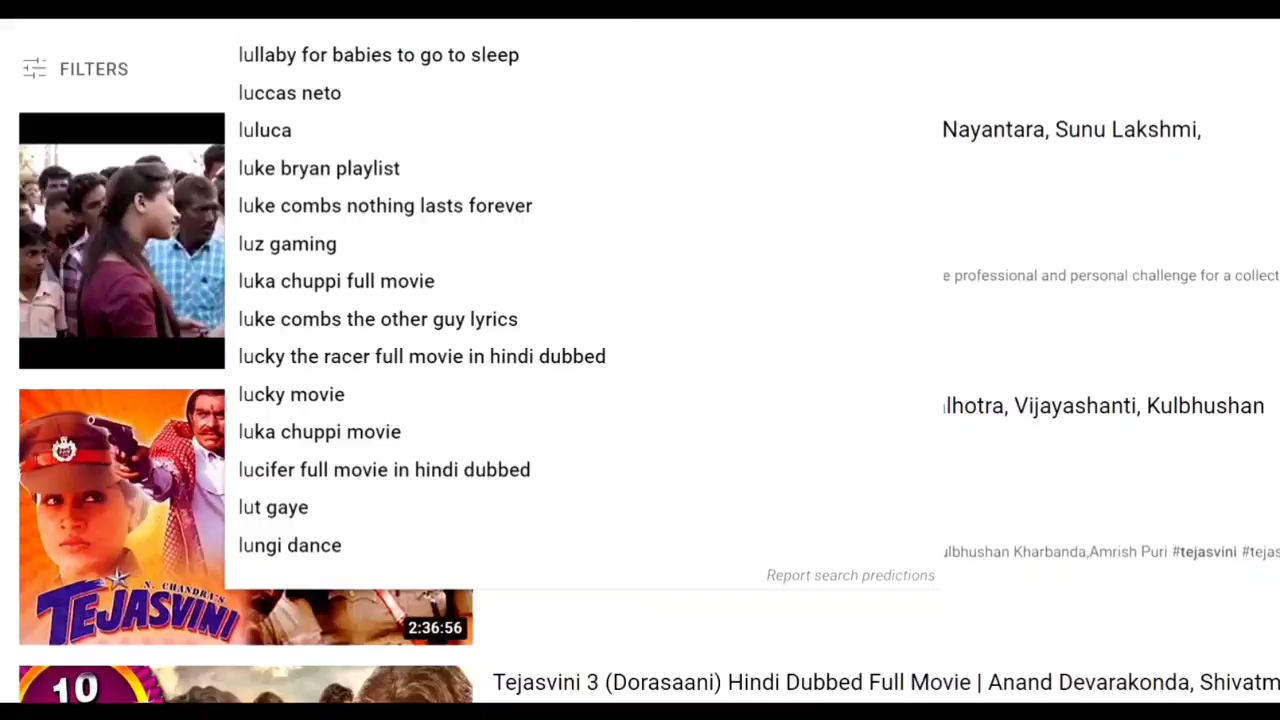 FILTERS
lullaby for babies to go to sleep
luccas neto
luluca
luke bryan playlist
luke combs nothing lasts forever
luz gaming
luka chuppi full movie
luke combs the other guy lyrics
lucky the racer full movie in hindi dubbed
lucky movie
luka chuppi movie
lucifer full movie in hindi dubbed
lut gaye
lungi dance
Report search predictions
Nayantara, Sunu Lakshmi,
e professional and personal challenge for a collect
lhotra, Vijayashanti, Kulbhushan
ulbhushan Kharbanda,Amrish Puri #tejasvini #tejas
N. CHANDRA'S
TEJASVINI
2:36:56
10
Tejasvini 3 (Dorasaani) Hindi Dubbed Full Movie | Anand Devarakonda, Shivatm